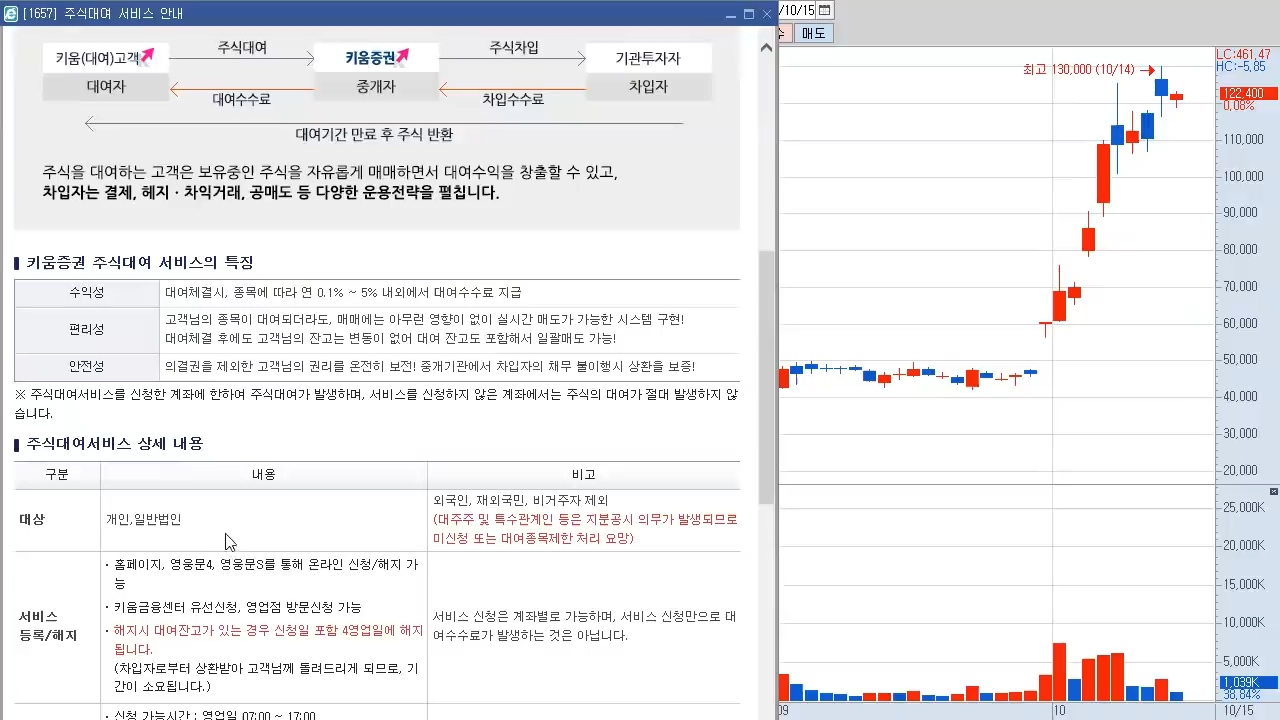 [1657] 주식대여 서비스 안내
키움(대여)고객
주식대여
키움증권
주식차입
기관투자자
대여자
대여수수료
중개자
차입수수료
차입자
대여기간 만료 후 주식 반환
주식을 대여하는 고객은 보유중인 주식을 자유롭게 매매하면서 대여수익을 창출할 수 있고,
차입자는 결제, 헤지 · 차익거래, 공매도 등 다양한 운용전략을 펼칩니다.
키움증권 주식대여 서비스의 특징
수익성
대여체결시, 종목에 따라 연 0.1% ~ 5% 내외에서 대여수수료 지급
편리성
고객님의 종목이 대여되더라도, 매매에는 아무런 영향이 없이 실시간 매도가 가능한 시스템 구현!
대여체결 후에도 고객님의 잔고는 변동이 없어 대여 잔고도 포함해서 일괄매도 가능!
안정성
의결권을 제외한 고객님의 권리를 온전히 보전! 중개기관에서 차입자의 채무 불이행시 상환을 보증!
※ 주식대여서비스를 신청한 계좌에 한하여 주식대여가 발생하며, 서비스를 신청하지 않은 계좌에서는 주식의 대여가 절대 발생하지 않
습니다.
주식대여서비스 상세 내용
구분
내용
비고
대상
개인,일반법인
외국인, 재외국민, 비거주자 제외
(대주주 및 특수관계인 등은 지분공시 의무가 발생되므로
미신청 또는 대여종목제한 처리 요망)
서비스
등록/해지
· 홈페이지, 영웅문4, 영웅문S를 통해 온라인 신청/해지 가
능
· 키움금융센터 유선신청, 영업점 방문신청 가능
· 해지시 대여잔고가 있는 경우 신청일 포함 4영업일에 해지
됩니다.
(차입자로부터 상환받아 고객님께 돌려드리게 되므로, 기
간이 소요됩니다.)
서비스 신청은 계좌별로 가능하며, 서비스 신청만으로 대
여수수료가 발생하는 것은 아닙니다.
· 신청 가능시간 : 영업일 07:00 ~ 17:00
/10/15
매도
최고 130,000 (10/14)
LC:461.47
HC:-5.85
122,400
0.08%
110,000
100,000
90,000
80,000
70,000
60,000
50,000
40,000
30,000
20,000
25,000K
20,000K
15,000K
10,000K
5,000K
1,039K
38.84%
09
10
10/15